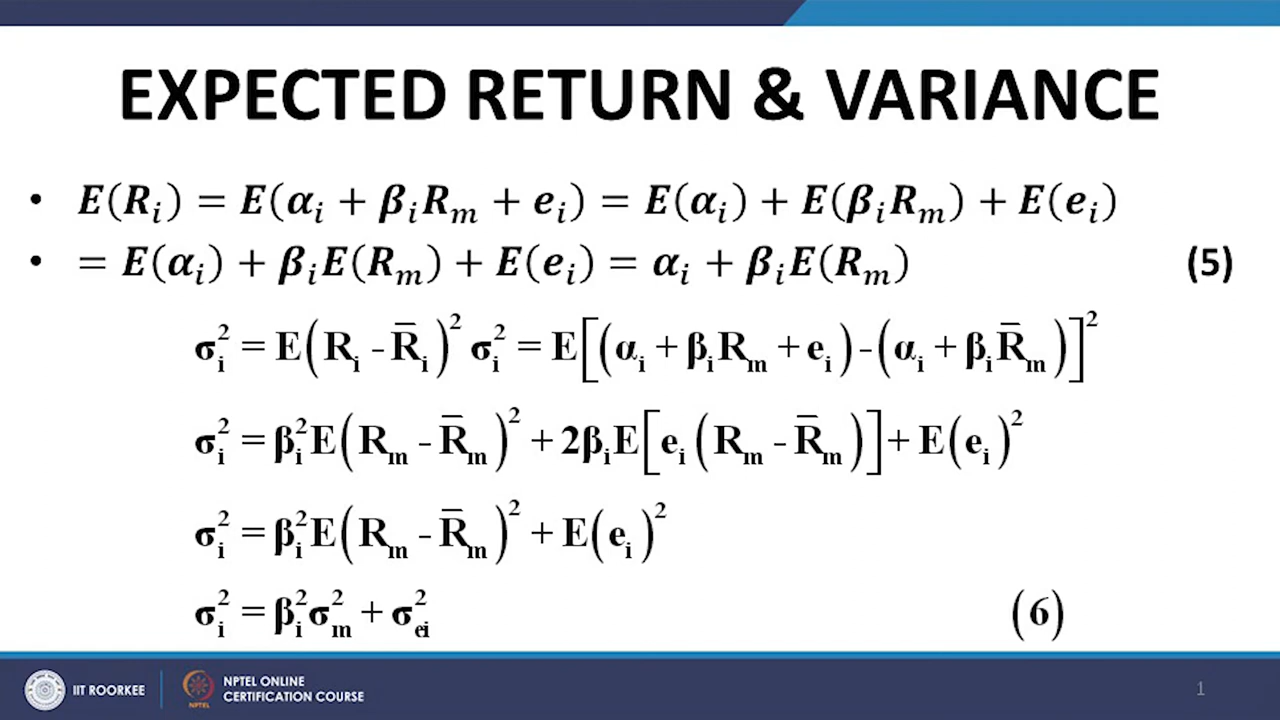 EXPECTED RETURN & VARIANCE
• E(Rᵢ) = E(αᵢ + βᵢRₘ + eᵢ) = E(αᵢ) + E(βᵢRₘ) + E(eᵢ)
• = E(αᵢ) + βᵢE(Rₘ) + E(eᵢ) = αᵢ + βᵢE(Rₘ) (5)
σᵢ² = E(Rᵢ - R̅ᵢ)² σᵢ² = E[(αᵢ + βᵢRₘ + eᵢ) - (αᵢ + βᵢR̅ₘ)]²
σᵢ² = βᵢ²E(Rₘ - R̅ₘ)² + 2βᵢE[eᵢ(Rₘ - R̅ₘ)] + E(eᵢ)²
σᵢ² = βᵢ²E(Rₘ - R̅ₘ)² + E(eᵢ)²
σᵢ² = βᵢ²σₘ² + σₑᵢ² (6)
IIT ROORKEE
NPTEL
NPTEL ONLINE
CERTIFICATION COURSE
1